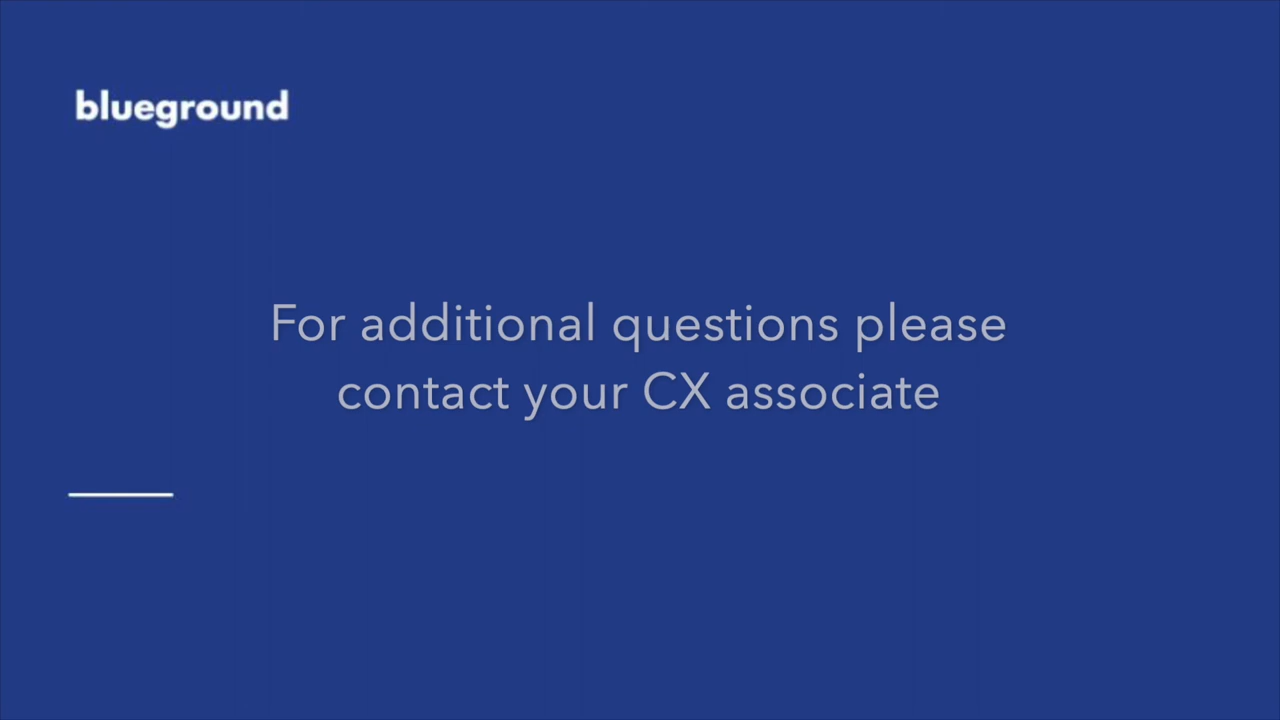 blueground
For additional questions please
contact your CX associate